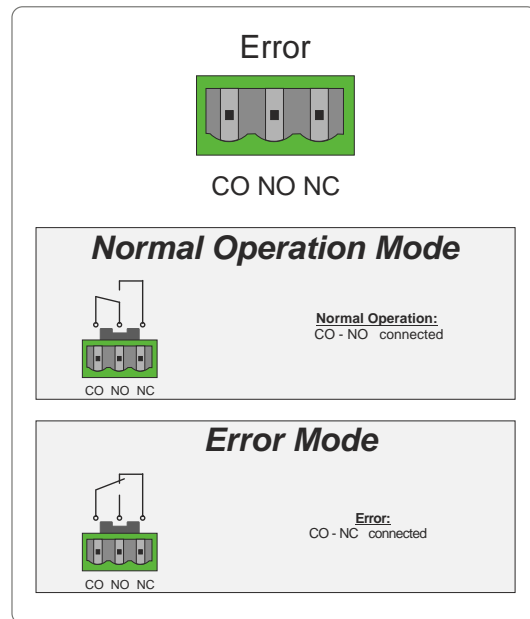 Error
CO NO NC
Normal Operation Mode
Normal Operation:
CO - NO connected
CO NO NC
Error Mode
Error:
CO - NC connected
CO NO NC